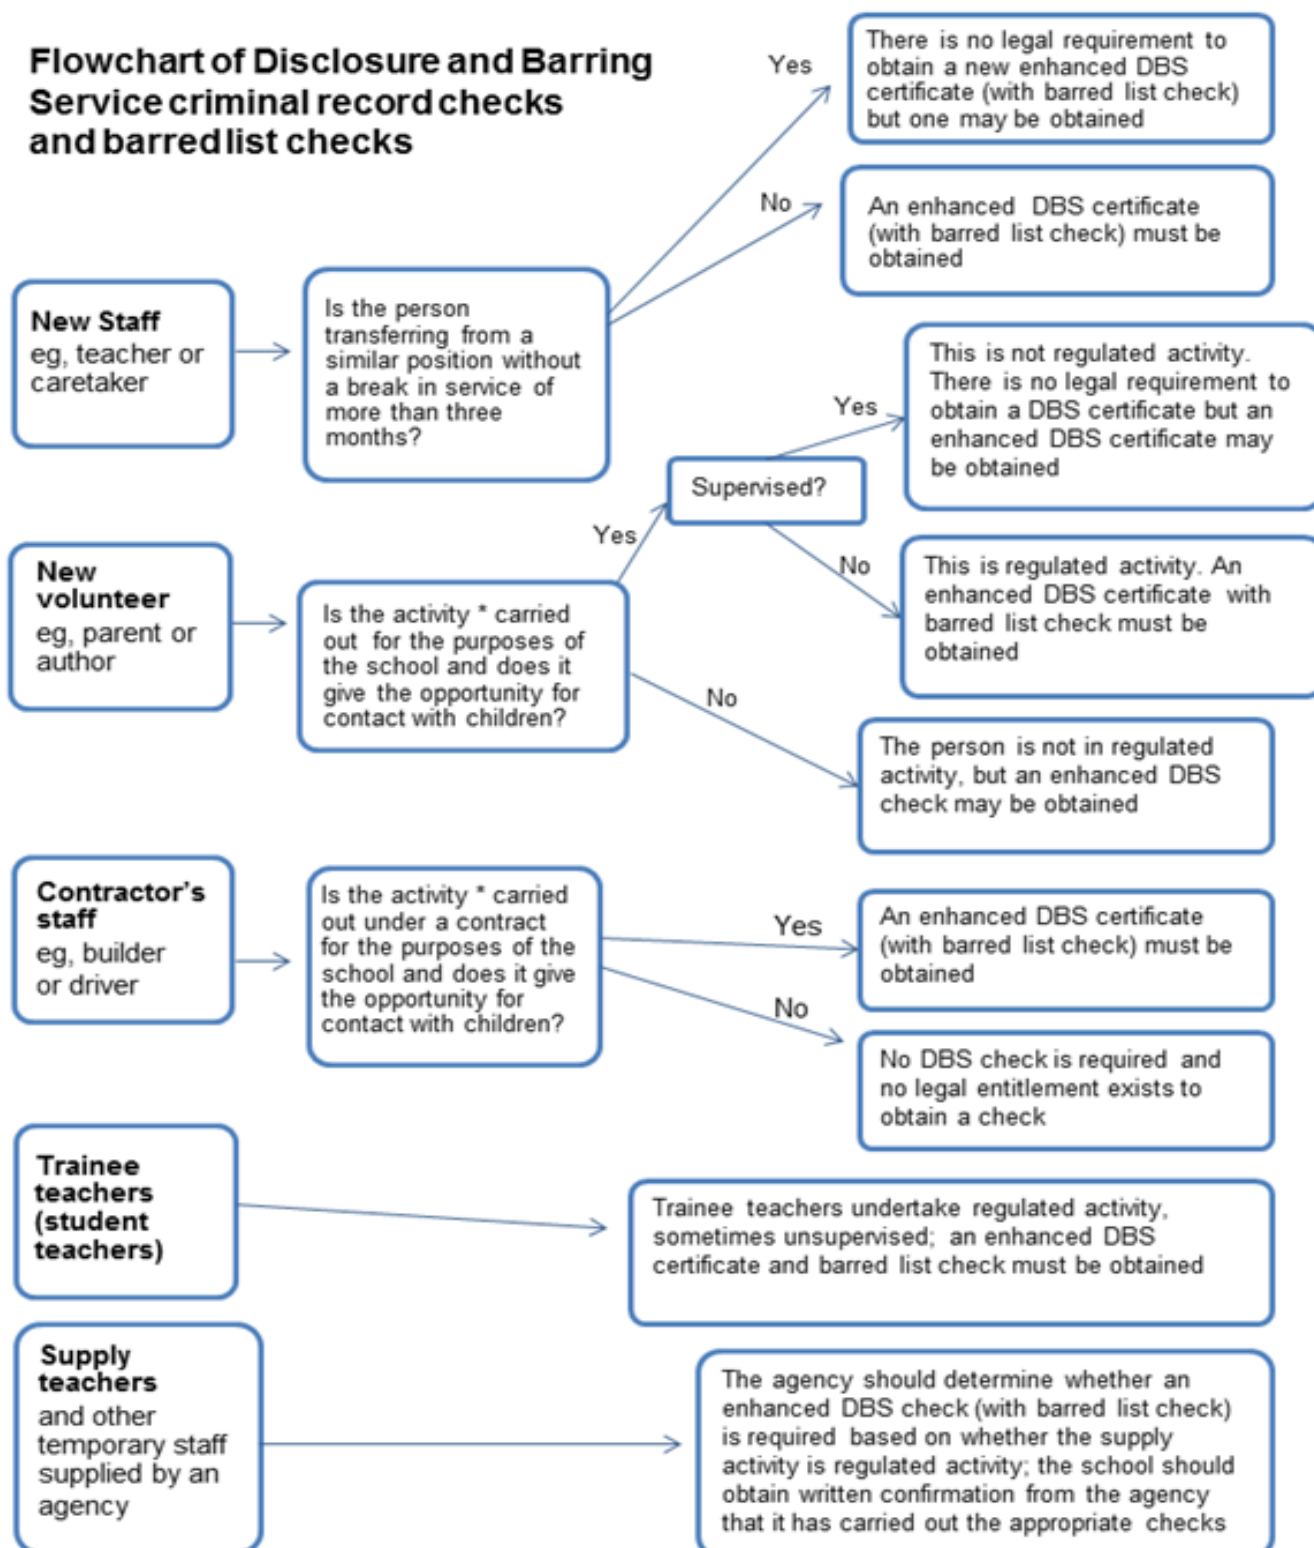 Flowchart of Disclosure and Barring
Service criminal record checks
and barred list checks
Yes
There is no legal requirement to
obtain a new enhanced DBS
certificate (with barred list check)
but one may be obtained
No
An enhanced DBS certificate
(with barred list check) must be
obtained
New Staff
eg, teacher or
caretaker
Is the person
transferring from a
similar position without
a break in service of
more than three
months?
This is not regulated activity.
There is no legal requirement to
obtain a DBS certificate but an
enhanced DBS certificate may
be obtained
Yes
Supervised?
Yes
No
This is regulated activity. An
enhanced DBS certificate with
barred list check must be
obtained
New
volunteer
eg, parent or
author
Is the activity * carried
out for the purposes of
the school and does it
give the opportunity for
contact with children?
No
The person is not in regulated
activity, but an enhanced DBS
check may be obtained
Contractor's
staff
eg, builder
or driver
Is the activity * carried
out under a contract
for the purposes of the
school and does it give
the opportunity for
contact with children?
Yes
An enhanced DBS certificate
(with barred list check) must be
obtained
No
No DBS check is required and
no legal entitlement exists to
obtain a check
Trainee
teachers
(student
teachers)
Trainee teachers undertake regulated activity,
sometimes unsupervised; an enhanced DBS
certificate and barred list check must be obtained
Supply
teachers
and other
temporary staff
supplied by an
agency
The agency should determine whether an
enhanced DBS check (with barred list check)
is required based on whether the supply
activity is regulated activity; the school should
obtain written confirmation from the agency
that it has carried out the appropriate checks